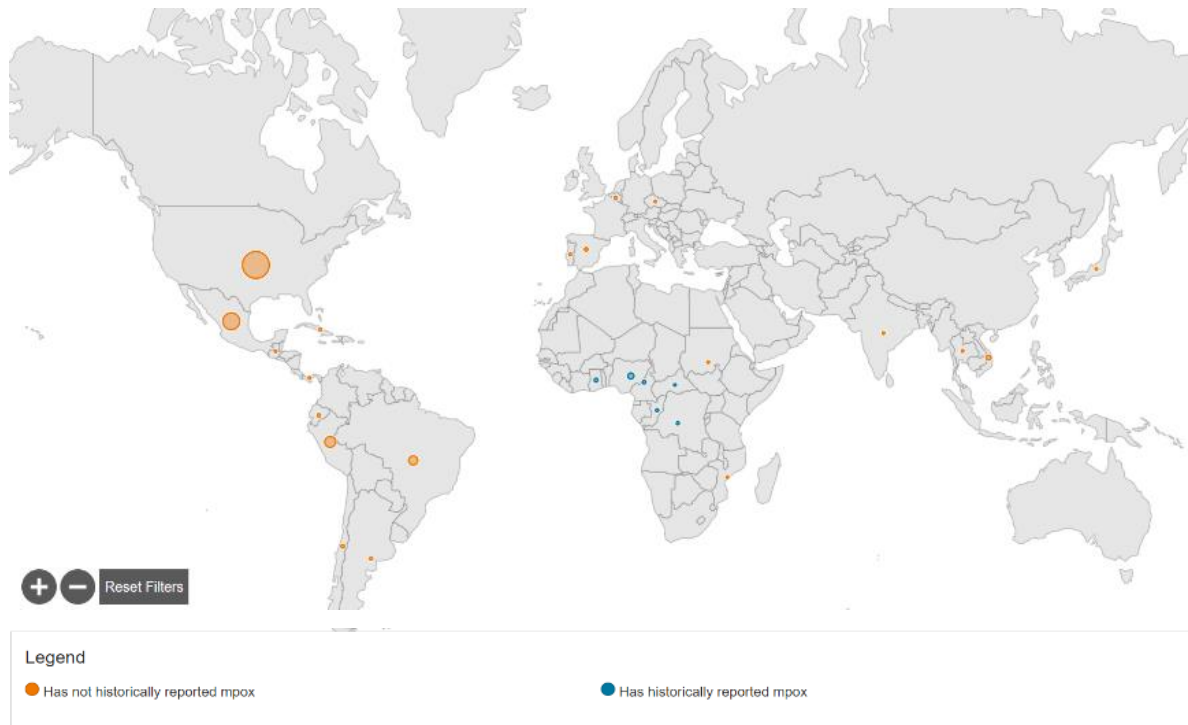 + − Reset Filters
Legend
Has not historically reported mpox Has historically reported mpox